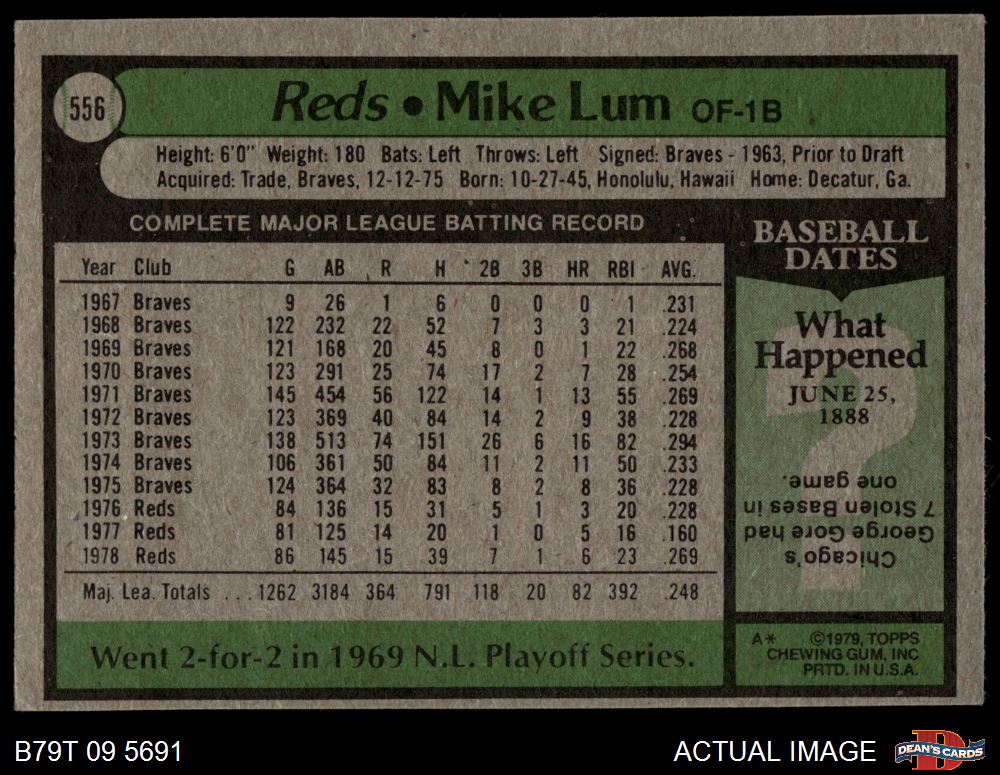 556
Reds • Mike Lum OF-1B
Height: 6'0" Weight: 180 Bats: Left Throws: Left Signed: Braves - 1963, Prior to Draft
Acquired: Trade, Braves, 12-12-75 Born: 10-27-45, Honolulu, Hawaii Home: Decatur, Ga.
COMPLETE MAJOR LEAGUE BATTING RECORD
Year Club G AB R H 2B 3B HR RBI AVG.
1967 Braves 9 26 1 6 0 0 0 1 .231
1968 Braves 122 232 22 52 7 3 3 21 .224
1969 Braves 121 168 20 45 8 0 1 22 .268
1970 Braves 123 291 25 74 17 2 7 28 .254
1971 Braves 145 454 56 122 14 1 13 55 .269
1972 Braves 123 369 40 84 14 2 9 38 .228
1973 Braves 138 513 74 151 26 6 16 82 .294
1974 Braves 106 361 50 84 11 2 11 50 .233
1975 Braves 124 364 32 83 8 2 8 36 .228
1976 Reds 84 136 15 31 5 1 3 20 .228
1977 Reds 81 125 14 20 1 0 5 16 .160
1978 Reds 86 145 15 39 7 1 6 23 .269
Maj. Lea. Totals ... 1262 3184 364 791 118 20 82 392 .248
Went 2-for-2 in 1969 N.L. Playoff Series.
BASEBALL
DATES
What
Happened
JUNE 25,
1888
?
Chicago's
George Gore had
7 Stolen Bases in
one game.
A* ©1979, TOPPS
CHEWING GUM, INC
PRTD. IN U.S.A.
B79T 09 5691
ACTUAL IMAGE
D
DEAN'S CARDS